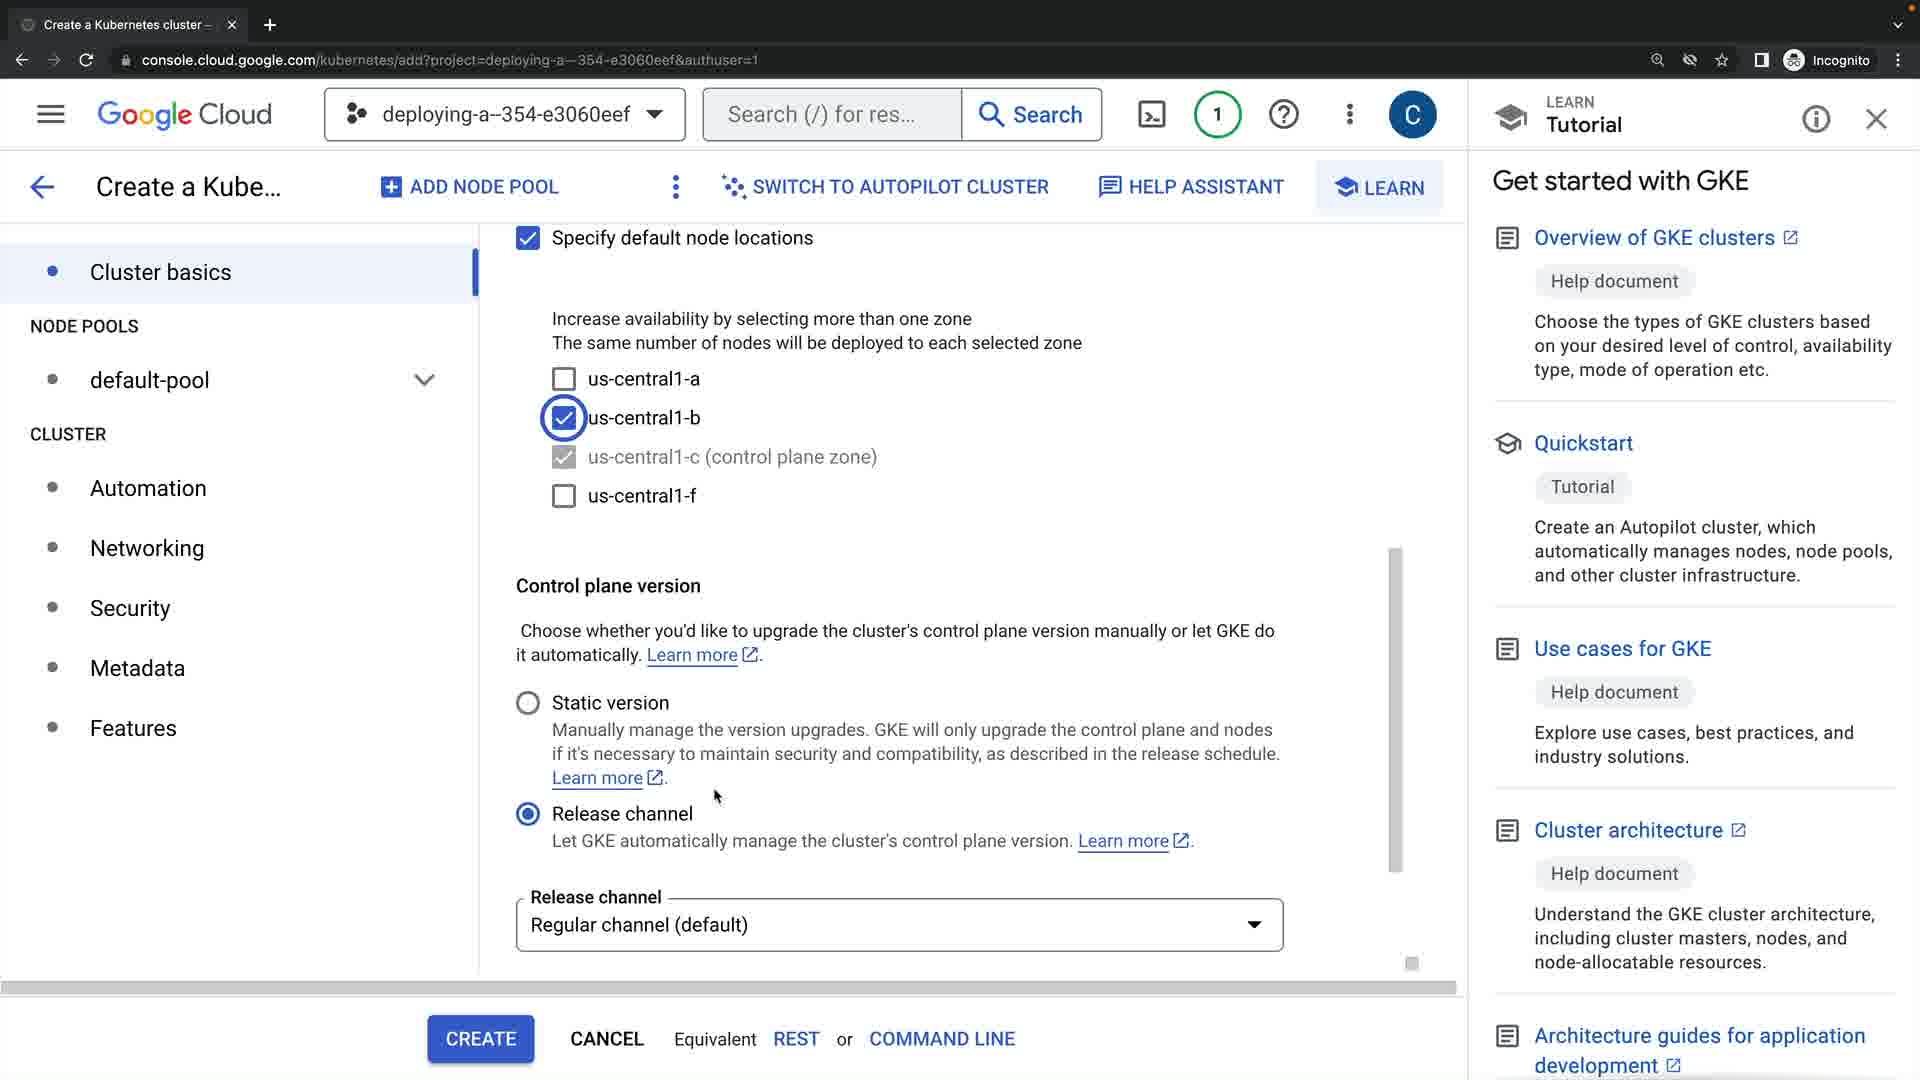 Create a Kubernetes cluster –
console.cloud.google.com/kubernetes/add?project=deploying-a--354-e3060eef&authuser=1
Incognito
Google Cloud
deploying-a--354-e3060eef
Search (/) for res...
Search
1
C
LEARN
Tutorial
Create a Kube...
ADD NODE POOL
SWITCH TO AUTOPILOT CLUSTER
HELP ASSISTANT
LEARN
Cluster basics
NODE POOLS
default-pool
CLUSTER
Automation
Networking
Security
Metadata
Features
Specify default node locations
Increase availability by selecting more than one zone
The same number of nodes will be deployed to each selected zone
us-central1-a
us-central1-b
us-central1-c (control plane zone)
us-central1-f
Control plane version
Choose whether you'd like to upgrade the cluster's control plane version manually or let GKE do
it automatically. Learn more.
Static version
Manually manage the version upgrades. GKE will only upgrade the control plane and nodes
if it's necessary to maintain security and compatibility, as described in the release schedule.
Learn more.
Release channel
Let GKE automatically manage the cluster's control plane version. Learn more.
Release channel
Regular channel (default)
CREATE
CANCEL
Equivalent REST or COMMAND LINE
Get started with GKE
Overview of GKE clusters
Help document
Choose the types of GKE clusters based
on your desired level of control, availability
type, mode of operation etc.
Quickstart
Tutorial
Create an Autopilot cluster, which
automatically manages nodes, node pools,
and other cluster infrastructure.
Use cases for GKE
Help document
Explore use cases, best practices, and
industry solutions.
Cluster architecture
Help document
Understand the GKE cluster architecture,
including cluster masters, nodes, and
node-allocatable resources.
Architecture guides for application
development